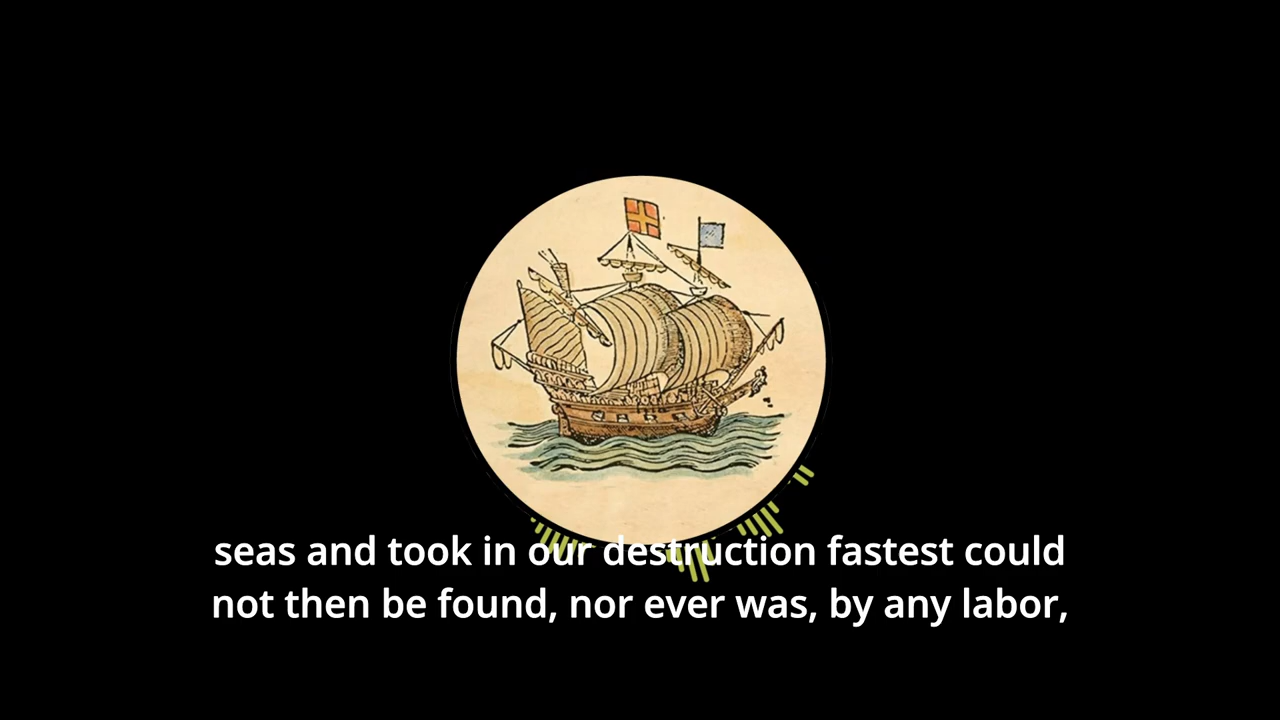 seas and took in our destruction fastest could
not then be found, nor ever was, by any labor,